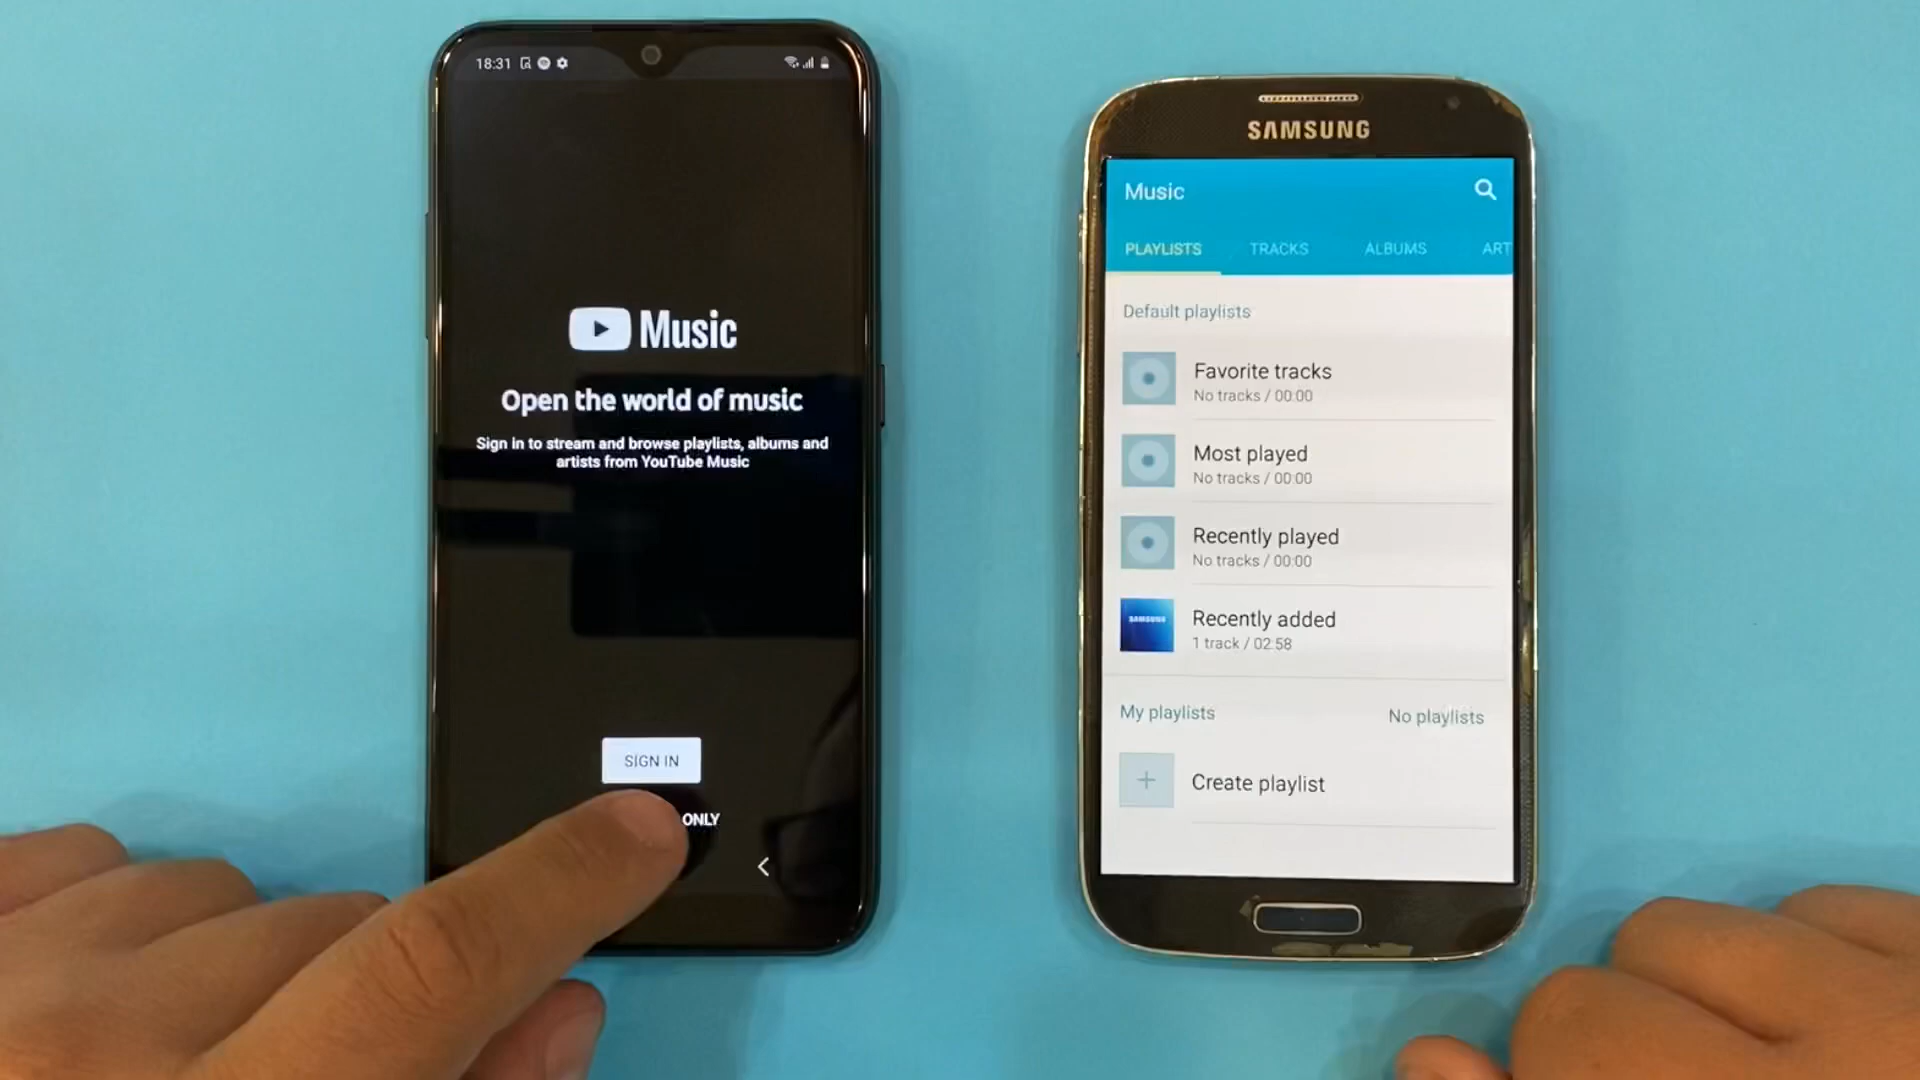 18:31
Music
Open the world of music
Sign in to stream and browse playlists, albums and
artists from YouTube Music
SIGN IN
ONLY
SAMSUNG
Music
PLAYLISTS TRACKS ALBUMS ART
Default playlists
Favorite tracks
No tracks / 00:00
Most played
No tracks / 00:00
Recently played
No tracks / 00:00
SAMSUNG
Recently added
1 track / 02:58
My playlists No playlists
Create playlist